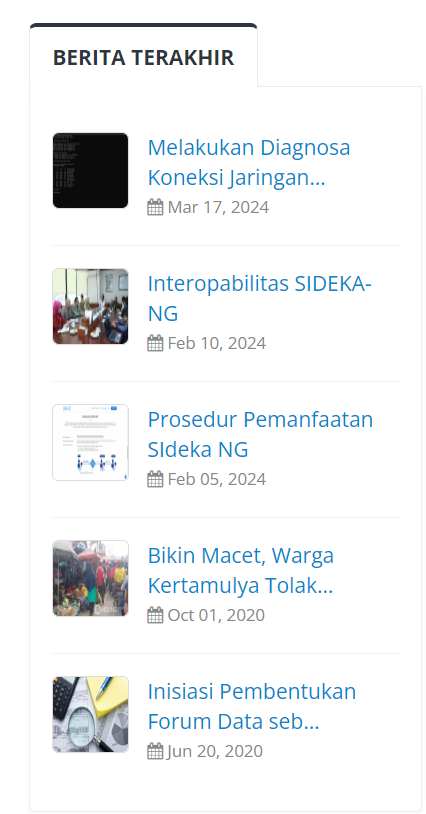 BERITA TERAKHIR
Melakukan Diagnosa
Koneksi Jaringan...
Mar 17, 2024
Interopabilitas SIDEKA-
NG
Feb 10, 2024
Prosedur Pemanfaatan
SIdeka NG
Feb 05, 2024
Bikin Macet, Warga
Kertamulya Tolak...
Oct 01, 2020
Inisiasi Pembentukan
Forum Data seb...
Jun 20, 2020